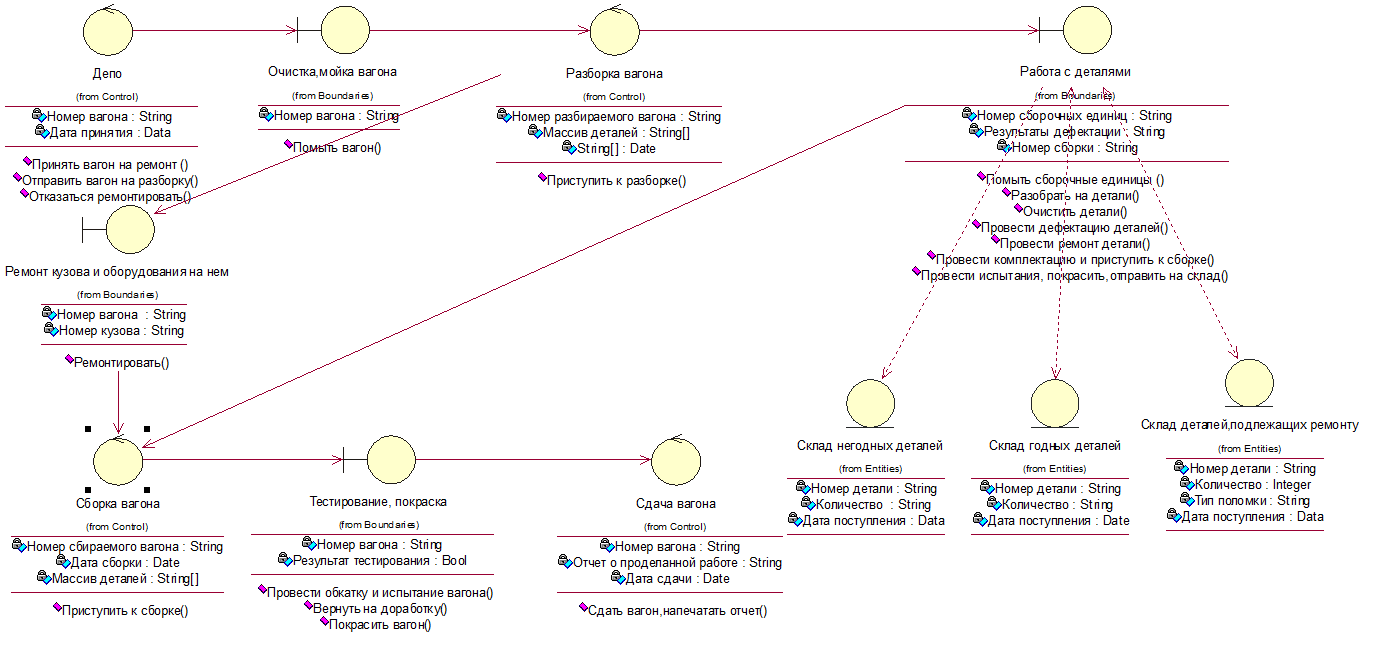 Депо
(from Control)
Номер вагона : String
Дата принятия : Data
Принять вагон на ремонт ()
Отправить вагон на разборку()
Отказаться ремонтировать()
Очистка,мойка вагона
(from Boundaries)
Номер вагона : String
Помыть вагон()
Разборка вагона
(from Control)
Номер разбираемого вагона : String
Массив деталей : String[]
String[] : Date
Приступить к разборке()
Работа с деталями
(from Boundaries)
Номер сборочных единиц : String
Результаты дефектации : String
Номер сборки : String
Помыть сборочные единицы ()
Разобрать на детали()
Очистить детали()
Провести дефектацию деталей()
Провести ремонт детали()
Провести комплектацию и приступить к сборке()
Провести испытания, покрасить,отправить на склад()
Ремонт кузова и оборудования на нем
(from Boundaries)
Номер вагона  : String
Номер кузова : String
Ремонтировать()
Сборка вагона
(from Control)
Номер сбираемого вагона : String
Дата сборки : Date
Массив деталей : String[]
Приступить к сборке()
Тестирование, покраска
(from Boundaries)
Номер вагона : String
Результат тестирования : Bool
Провести обкатку и испытание вагона()
Вернуть на доработку()
Покрасить вагон()
Сдача вагона
(from Control)
Номер вагона : String
Отчет о проделанной работе : String
Дата сдачи : Date
Сдать вагон,напечатать отчет()
Склад негодных деталей
(from Entities)
Номер детали : String
Количество  : String
Дата поступления : Data
Склад годных деталей
(from Entities)
Номер детали : String
Количество : String
Дата поступления : Date
Склад деталей,подлежащих ремонту
(from Entities)
Номер детали : String
Количество : Integer
Тип поломки : String
Дата поступления : Data